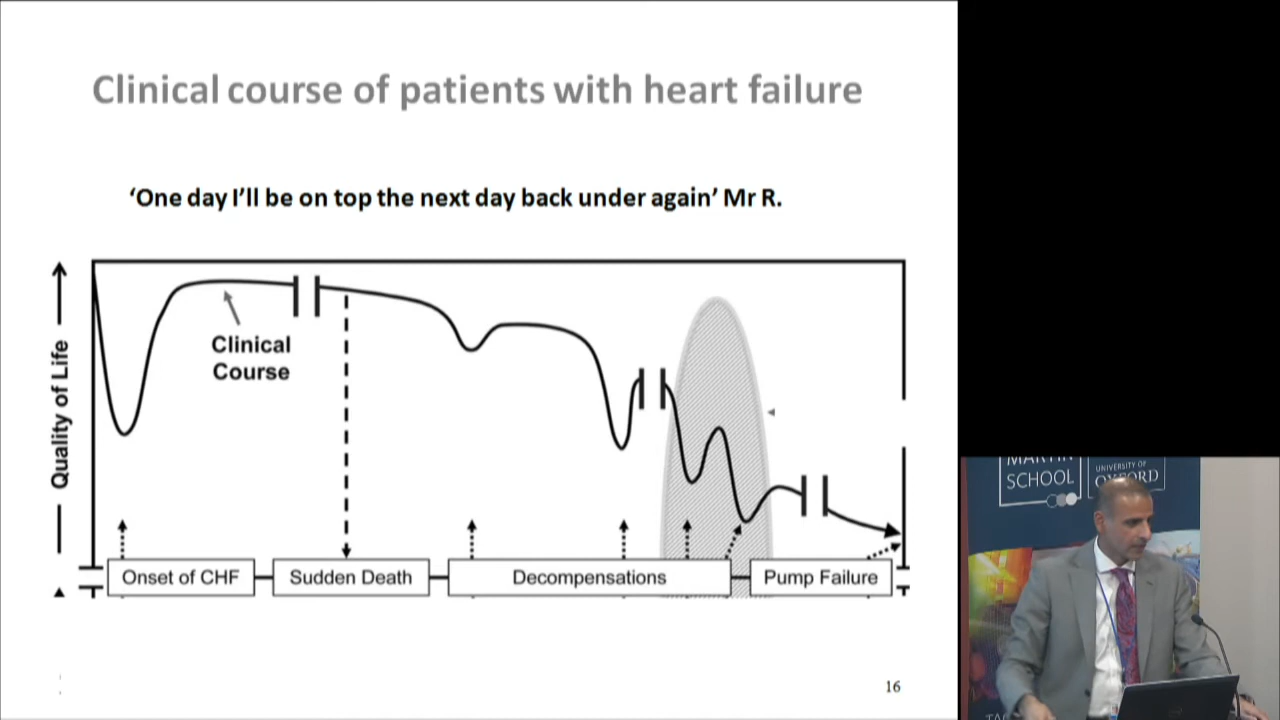 Clinical course of patients with heart failure
‘One day I’ll be on top the next day back under again’ Mr R.
Quality of Life
Clinical
Course
Onset of CHF
Sudden Death
Decompensations
Pump Failure
16
MARTIN
SCHOOL
UNIVERSITY OF
OXFORD